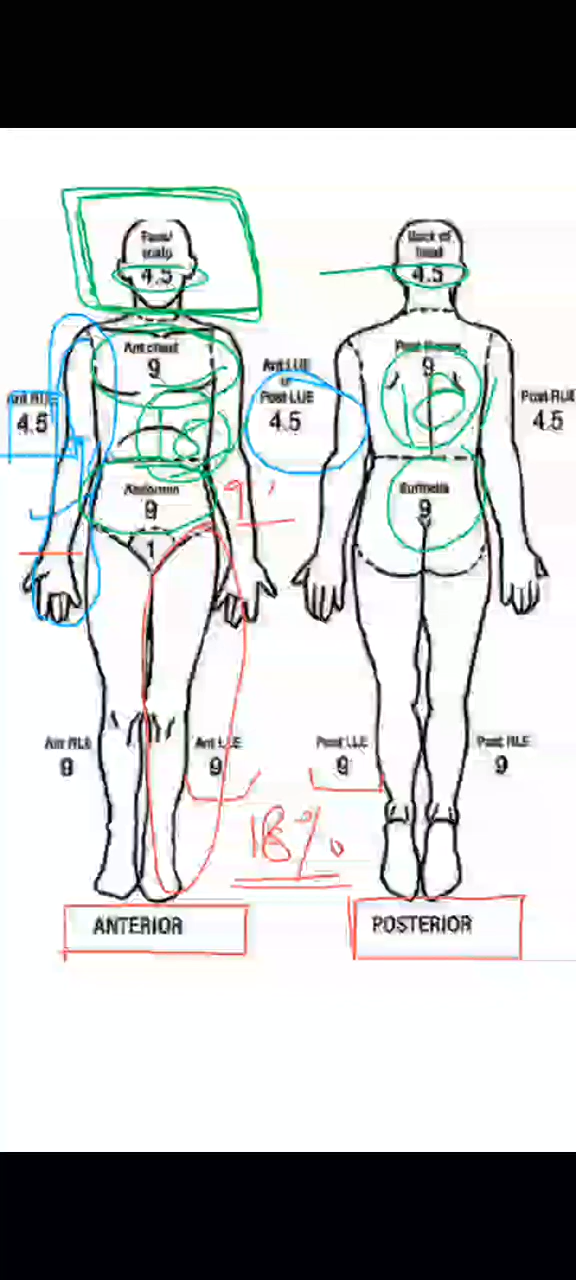 Face/
scalp
4.5
Back of
head
4.5
Ant chest
9
Ant LUE
or
Post LUE
4.5
Post thorax
9
Ant RUE
4.5
Post RUE
4.5
Abdomen
9
9
Buttocks
9
1
Ant RLE
9
Ant LLE
9
Post LLE
9
Post RLE
9
18%
ANTERIOR
POSTERIOR